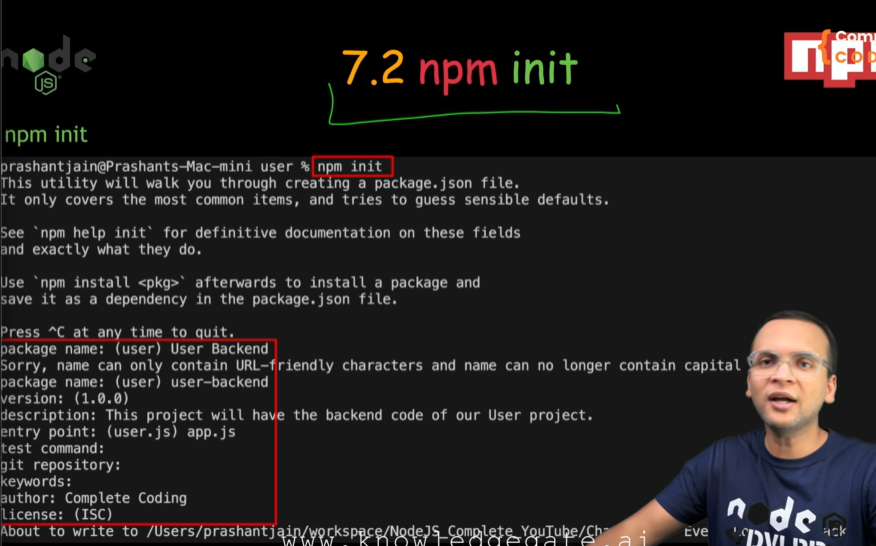 node
JS
7.2 npm init
Comp
COD
np
npm init
prashantjain@Prashants-Mac-mini user % npm init
This utility will walk you through creating a package.json file.
It only covers the most common items, and tries to guess sensible defaults.
See `npm help init` for definitive documentation on these fields
and exactly what they do.
Use `npm install <pkg>` afterwards to install a package and
save it as a dependency in the package.json file.
Press ^C at any time to quit.
package name: (user) User Backend
Sorry, name can only contain URL-friendly characters and name can no longer contain capital
package name: (user) user-backend
version: (1.0.0)
description: This project will have the backend code of our User project.
entry point: (user.js) app.js
test command:
git repository:
keywords:
author: Complete Coding
license: (ISC)
About to write to /Users/prashantjain/workspace/NodeJS Complete YouTube/Cha
www.knowledgegate.ai
node